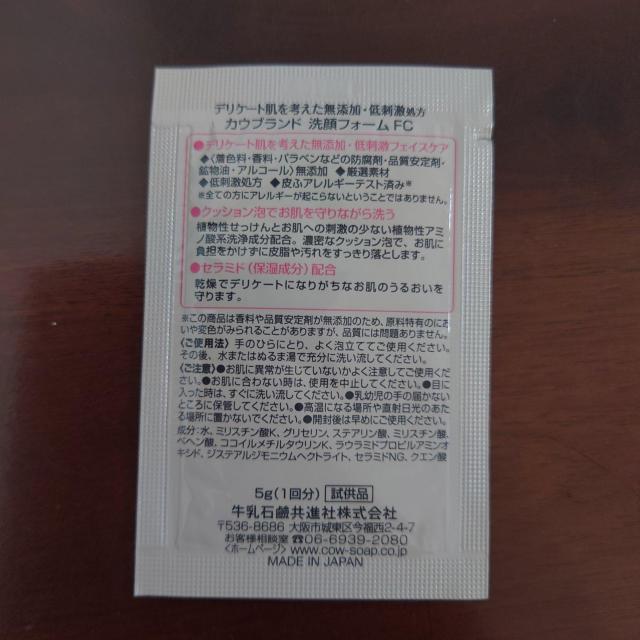 デリケート肌を考えた無添加・低刺激処方
カウブランド 洗顔フォームFC
●デリケート肌を考えた無添加・低刺激フェイスケア
◆〈着色料・香料・パラベンなどの防腐剤・品質安定剤・
鉱物油・アルコール〉無添加 ◆厳選素材
◆低刺激処方 ◆皮ふアレルギーテスト済み※
※全ての方にアレルギーが起こらないということではありません。
●クッション泡でお肌を守りながら洗う
植物性せっけんとお肌への刺激の少ない植物性アミ
ノ酸系洗浄成分配合。濃密なクッション泡で、お肌に
負担をかけずに皮脂や汚れをすっきり落とします。
●セラミド(保湿成分)配合
乾燥でデリケートになりがちなお肌のうるおいを
守ります。
※この商品は香料や品質安定剤が無添加のため、原料特有のにお
いや変色がみられることがありますが、品質には問題ありません。
〈ご使用法〉手のひらにとり、よく泡立ててご使用ください。
その後、水またはぬるま湯で充分に洗い流してください。
〈ご注意〉●お肌に異常が生じていないかよく注意してご使用く
ださい。●お肌に合わない時は、使用を中止してください。●目に
入った時は、すぐに洗い流してください。●乳幼児の手の届かない
ところに保管してください。●高温になる場所や直射日光のあた
る場所に置かないでください。●開封後は早めにご使用ください。
成分:水、ミリスチン酸K、グリセリン、ステアリン酸、ミリスチン酸、
ベヘン酸、ココイルメチルタウリンK、ラウラミドプロピルアミンオ
キシド、ジステアルジモニウムヘクトライト、セラミドNG、クエン酸
5g(1回分) 試供品
牛乳石鹸共進社株式会社
〒536-8686 大阪市城東区今福西2-4-7
お客様相談室 ☎06-6939-2080
〈ホームページ〉www.cow-soap.co.jp
MADE IN JAPAN